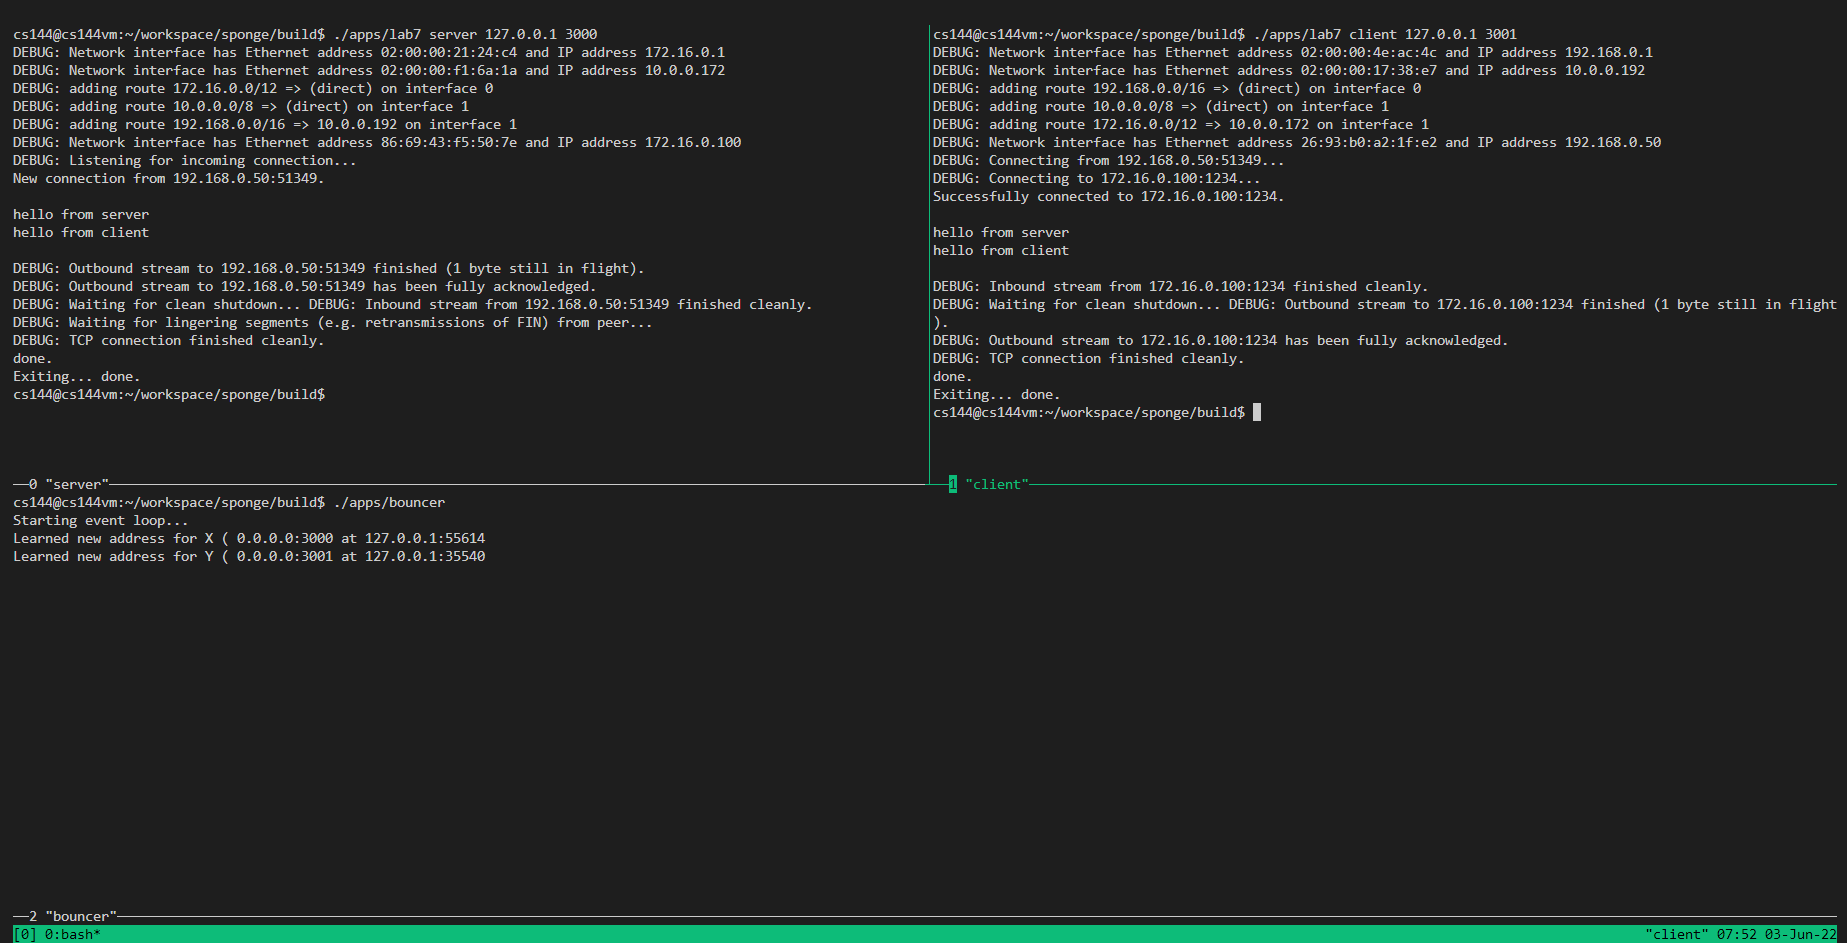 cs144@cs144vm:~/workspace/sponge/build$ ./apps/lab7 server 127.0.0.1 3000
DEBUG: Network interface has Ethernet address 02:00:00:21:24:c4 and IP address 172.16.0.1
DEBUG: Network interface has Ethernet address 02:00:00:f1:6a:1a and IP address 10.0.0.172
DEBUG: adding route 172.16.0.0/12 => (direct) on interface 0
DEBUG: adding route 10.0.0.0/8 => (direct) on interface 1
DEBUG: adding route 192.168.0.0/16 => 10.0.0.192 on interface 1
DEBUG: Network interface has Ethernet address 86:69:43:f5:50:7e and IP address 172.16.0.100
DEBUG: Listening for incoming connection...
New connection from 192.168.0.50:51349.
hello from server
hello from client
DEBUG: Outbound stream to 192.168.0.50:51349 finished (1 byte still in flight).
DEBUG: Outbound stream to 192.168.0.50:51349 has been fully acknowledged.
DEBUG: Waiting for clean shutdown... DEBUG: Inbound stream from 192.168.0.50:51349 finished cleanly.
DEBUG: Waiting for lingering segments (e.g. retransmissions of FIN) from peer...
DEBUG: TCP connection finished cleanly.
done.
Exiting... done.
cs144@cs144vm:~/workspace/sponge/build$
0 "server"
cs144@cs144vm:~/workspace/sponge/build$ ./apps/lab7 client 127.0.0.1 3001
DEBUG: Network interface has Ethernet address 02:00:00:4e:ac:4c and IP address 192.168.0.1
DEBUG: Network interface has Ethernet address 02:00:00:17:38:e7 and IP address 10.0.0.192
DEBUG: adding route 192.168.0.0/16 => (direct) on interface 0
DEBUG: adding route 10.0.0.0/8 => (direct) on interface 1
DEBUG: adding route 172.16.0.0/12 => 10.0.0.172 on interface 1
DEBUG: Network interface has Ethernet address 26:93:b0:a2:1f:e2 and IP address 192.168.0.50
DEBUG: Connecting from 192.168.0.50:51349...
DEBUG: Connecting to 172.16.0.100:1234...
Successfully connected to 172.16.0.100:1234.
hello from server
hello from client
DEBUG: Inbound stream from 172.16.0.100:1234 finished cleanly.
DEBUG: Waiting for clean shutdown... DEBUG: Outbound stream to 172.16.0.100:1234 finished (1 byte still in flight
).
DEBUG: Outbound stream to 172.16.0.100:1234 has been fully acknowledged.
DEBUG: TCP connection finished cleanly.
done.
Exiting... done.
cs144@cs144vm:~/workspace/sponge/build$
1 "client"
cs144@cs144vm:~/workspace/sponge/build$ ./apps/bouncer
Starting event loop...
Learned new address for X ( 0.0.0.0:3000 at 127.0.0.1:55614
Learned new address for Y ( 0.0.0.0:3001 at 127.0.0.1:35540
2 "bouncer"
[0] 0:bash* "client" 07:52 03-Jun-22